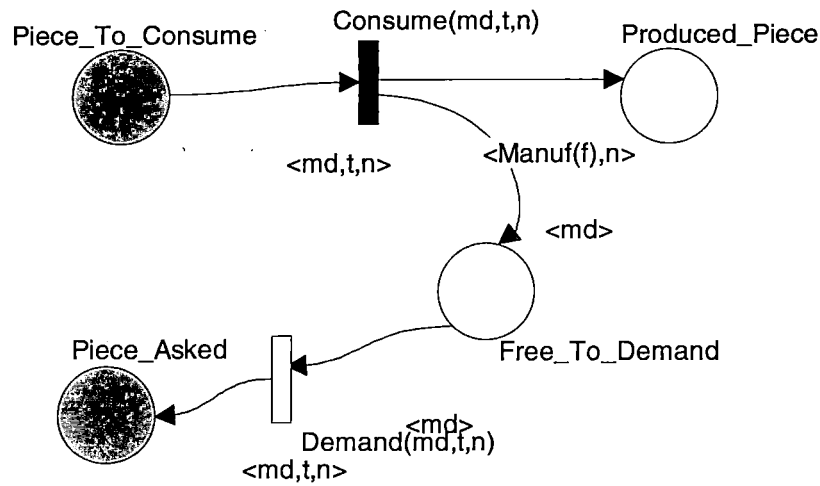 Consume(md,t,n)
Piece_To_Consume
Produced_Piece
<md,t,n>
<Manuf(f),n>
<md>
Piece_Asked
Free_To_Demand
<md>
Demand(md,t,n)
<md,t,n>